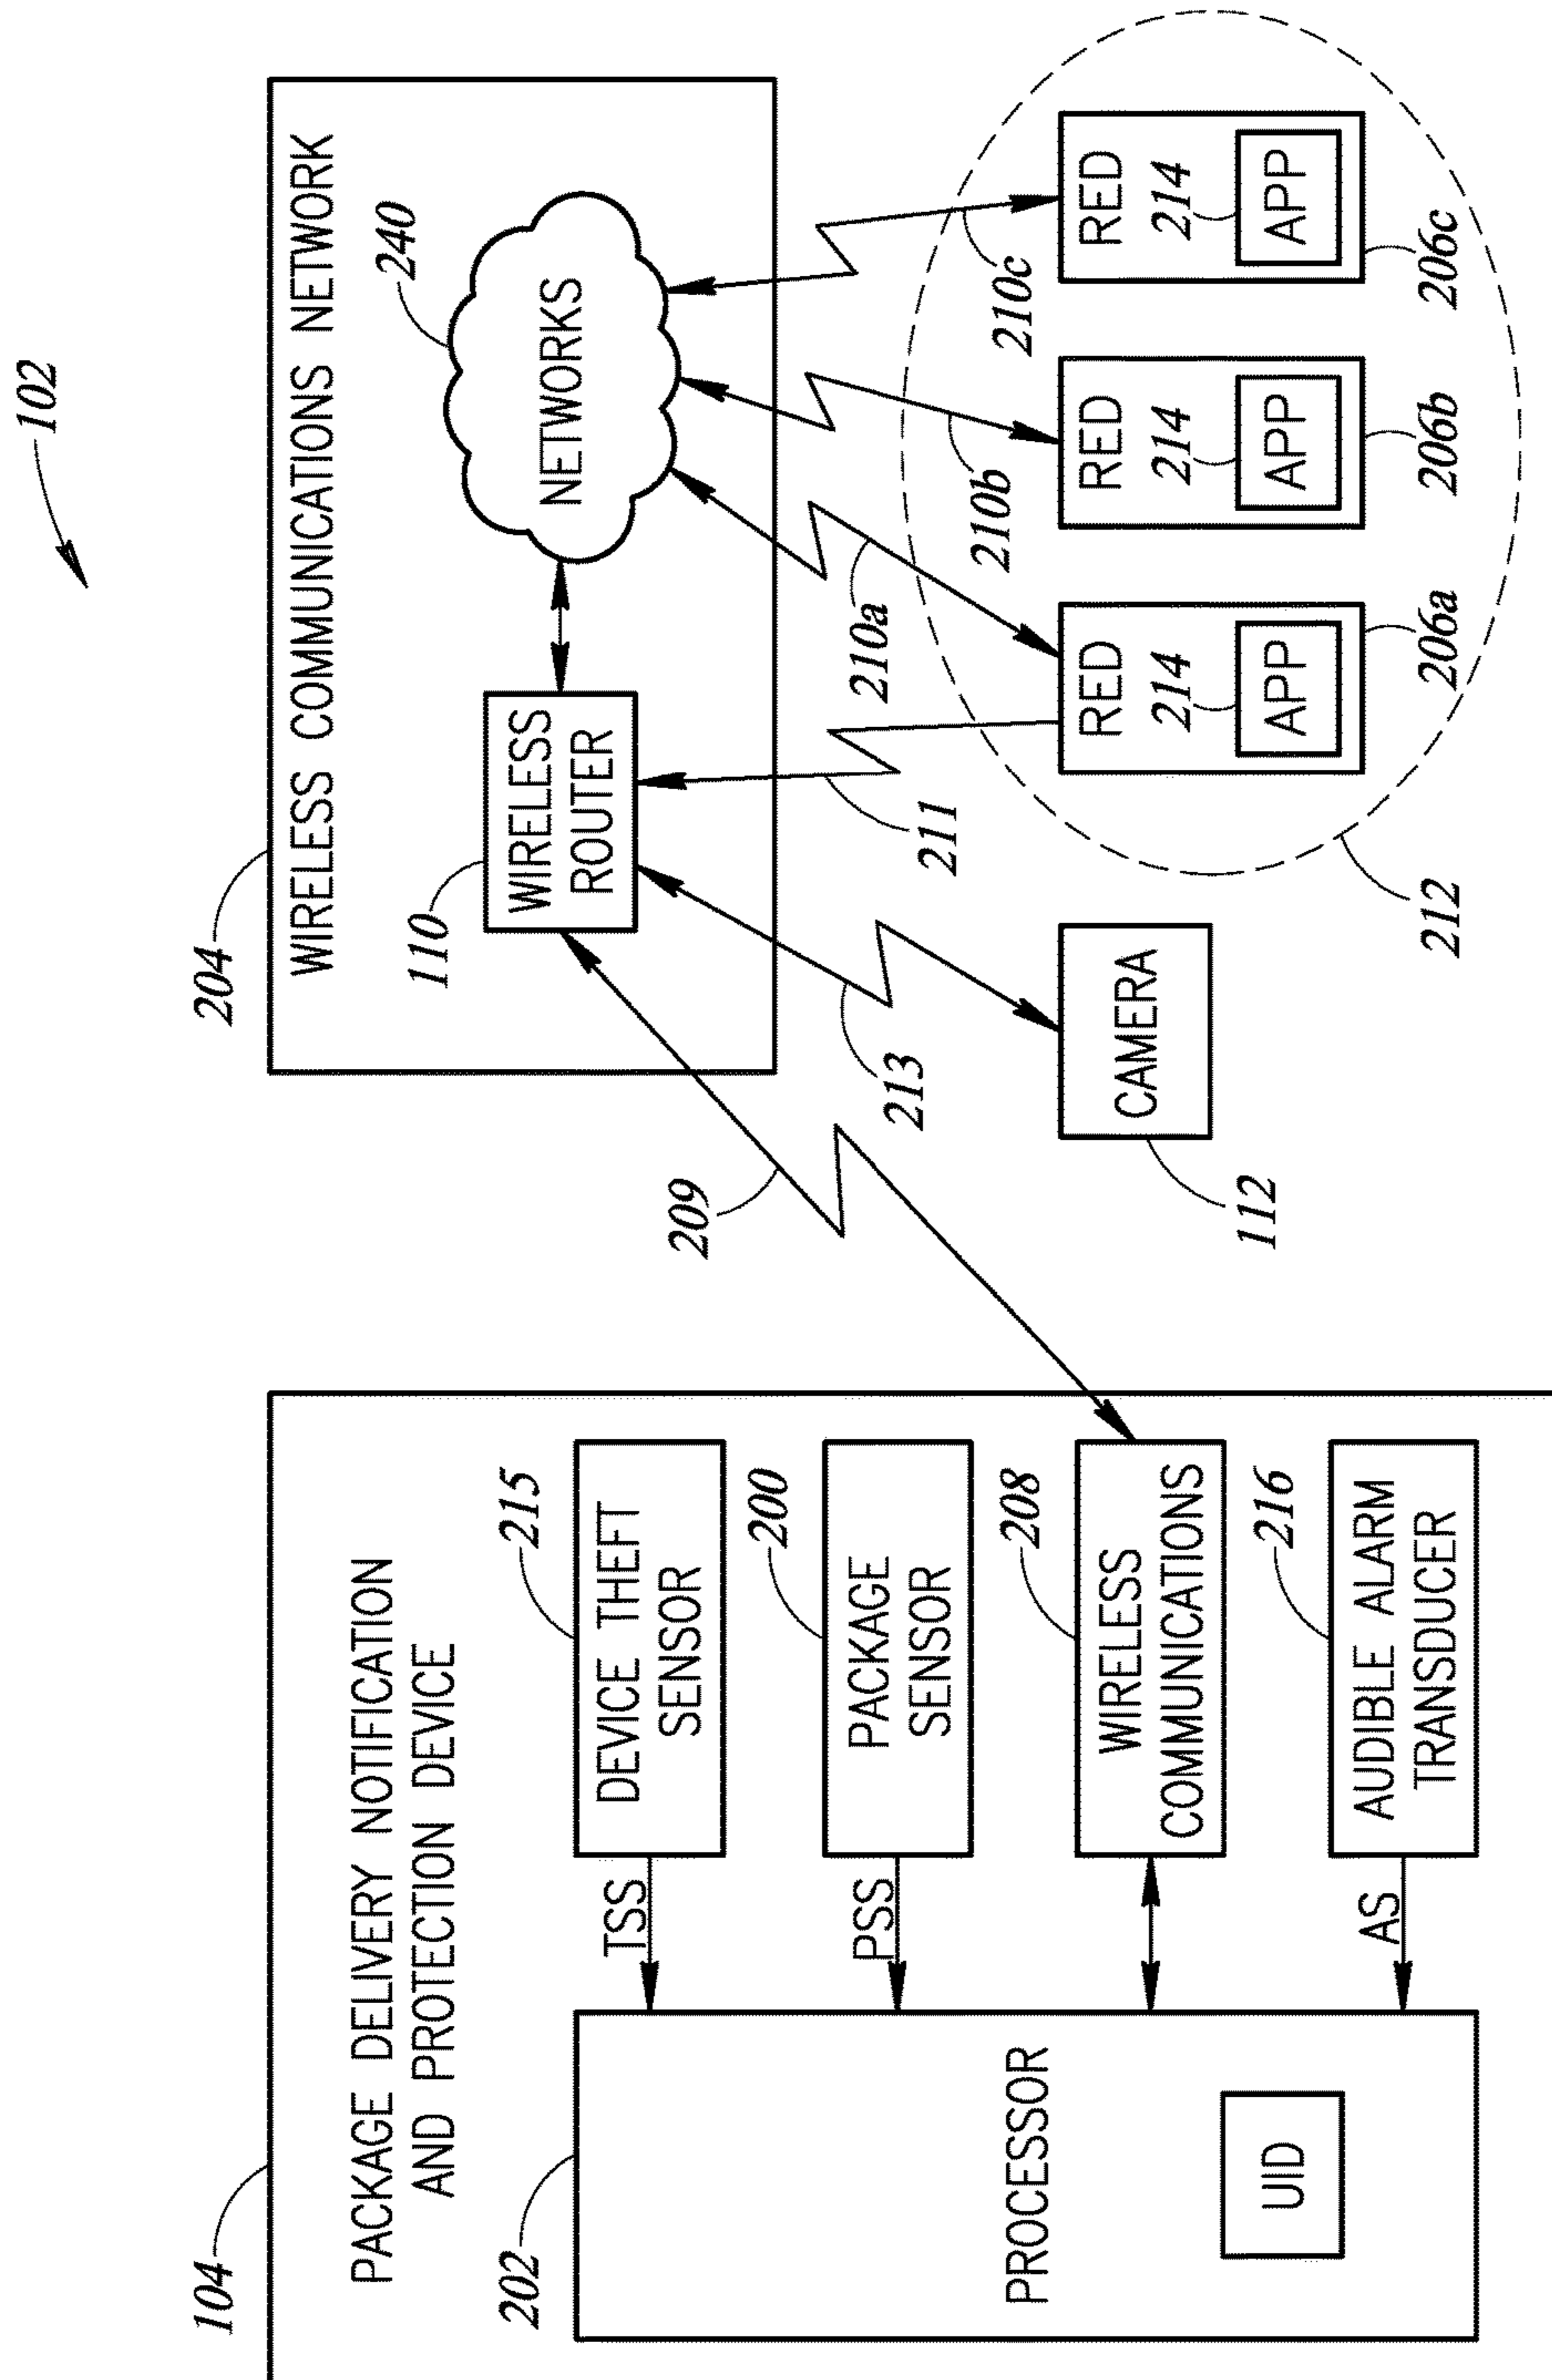 102
104
PACKAGE DELIVERY NOTIFICATION
AND PROTECTION DEVICE
202
PROCESSOR
UID
TSS
215
DEVICE THEFT
SENSOR
PSS
200
PACKAGE
SENSOR
208
WIRELESS
COMMUNICATIONS
AS
216
AUDIBLE ALARM
TRANSDUCER
209
204
WIRELESS COMMUNICATIONS NETWORK
110
WIRELESS
ROUTER
240
NETWORKS
213
211
210a
210b
210c
112
CAMERA
212
RED
214
APP
206a
RED
214
APP
206b
RED
214
APP
206c